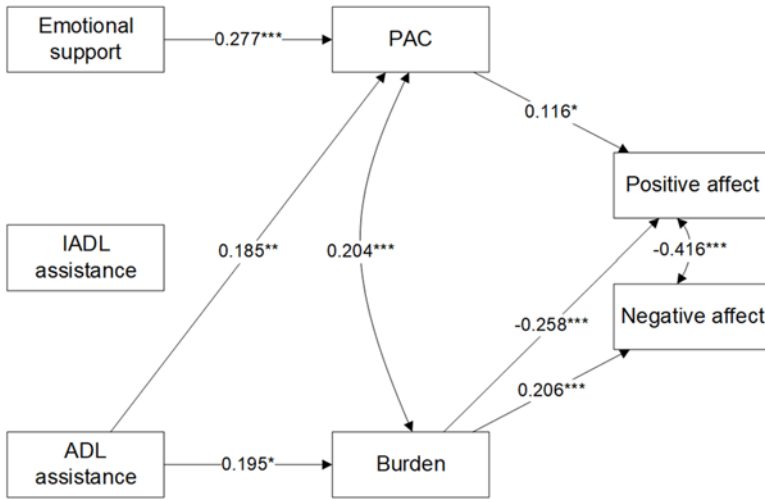 Emotional
support
0.277***
PAC
0.116*
Positive affect
IADL
assistance
0.185**
0.204***
-0.416***
-0.258***
Negative affect
0.206***
ADL
assistance
0.195*
Burden